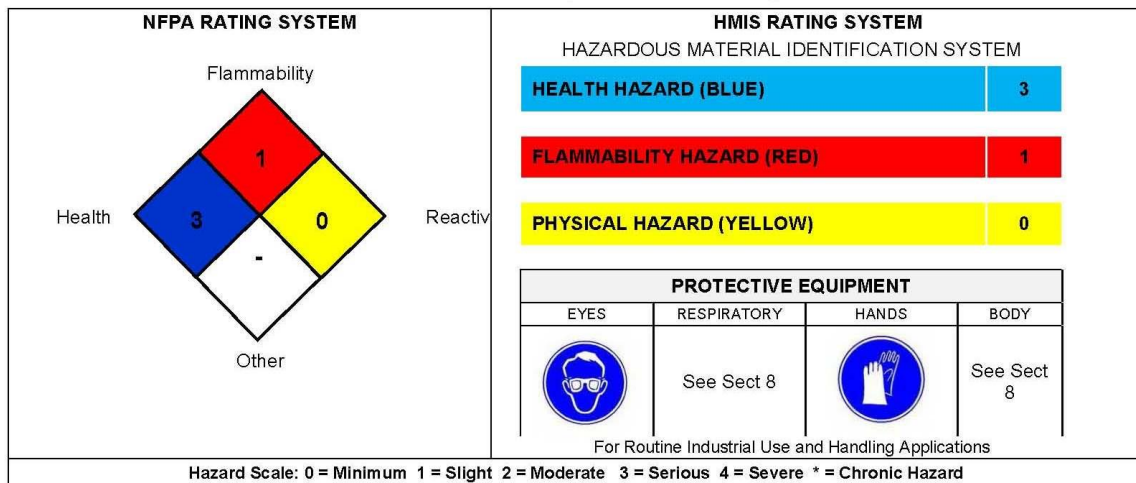 NFPA RATING SYSTEM
Flammability
1
Health
3
0
Reactiv
-
Other
HMIS RATING SYSTEM
HAZARDOUS MATERIAL IDENTIFICATION SYSTEM
HEALTH HAZARD (BLUE) 3
FLAMMABILITY HAZARD (RED) 1
PHYSICAL HAZARD (YELLOW) 0
PROTECTIVE EQUIPMENT
EYES RESPIRATORY HANDS BODY
See Sect 8
See Sect
8
For Routine Industrial Use and Handling Applications
Hazard Scale: 0 = Minimum 1 = Slight 2 = Moderate 3 = Serious 4 = Severe * = Chronic Hazard